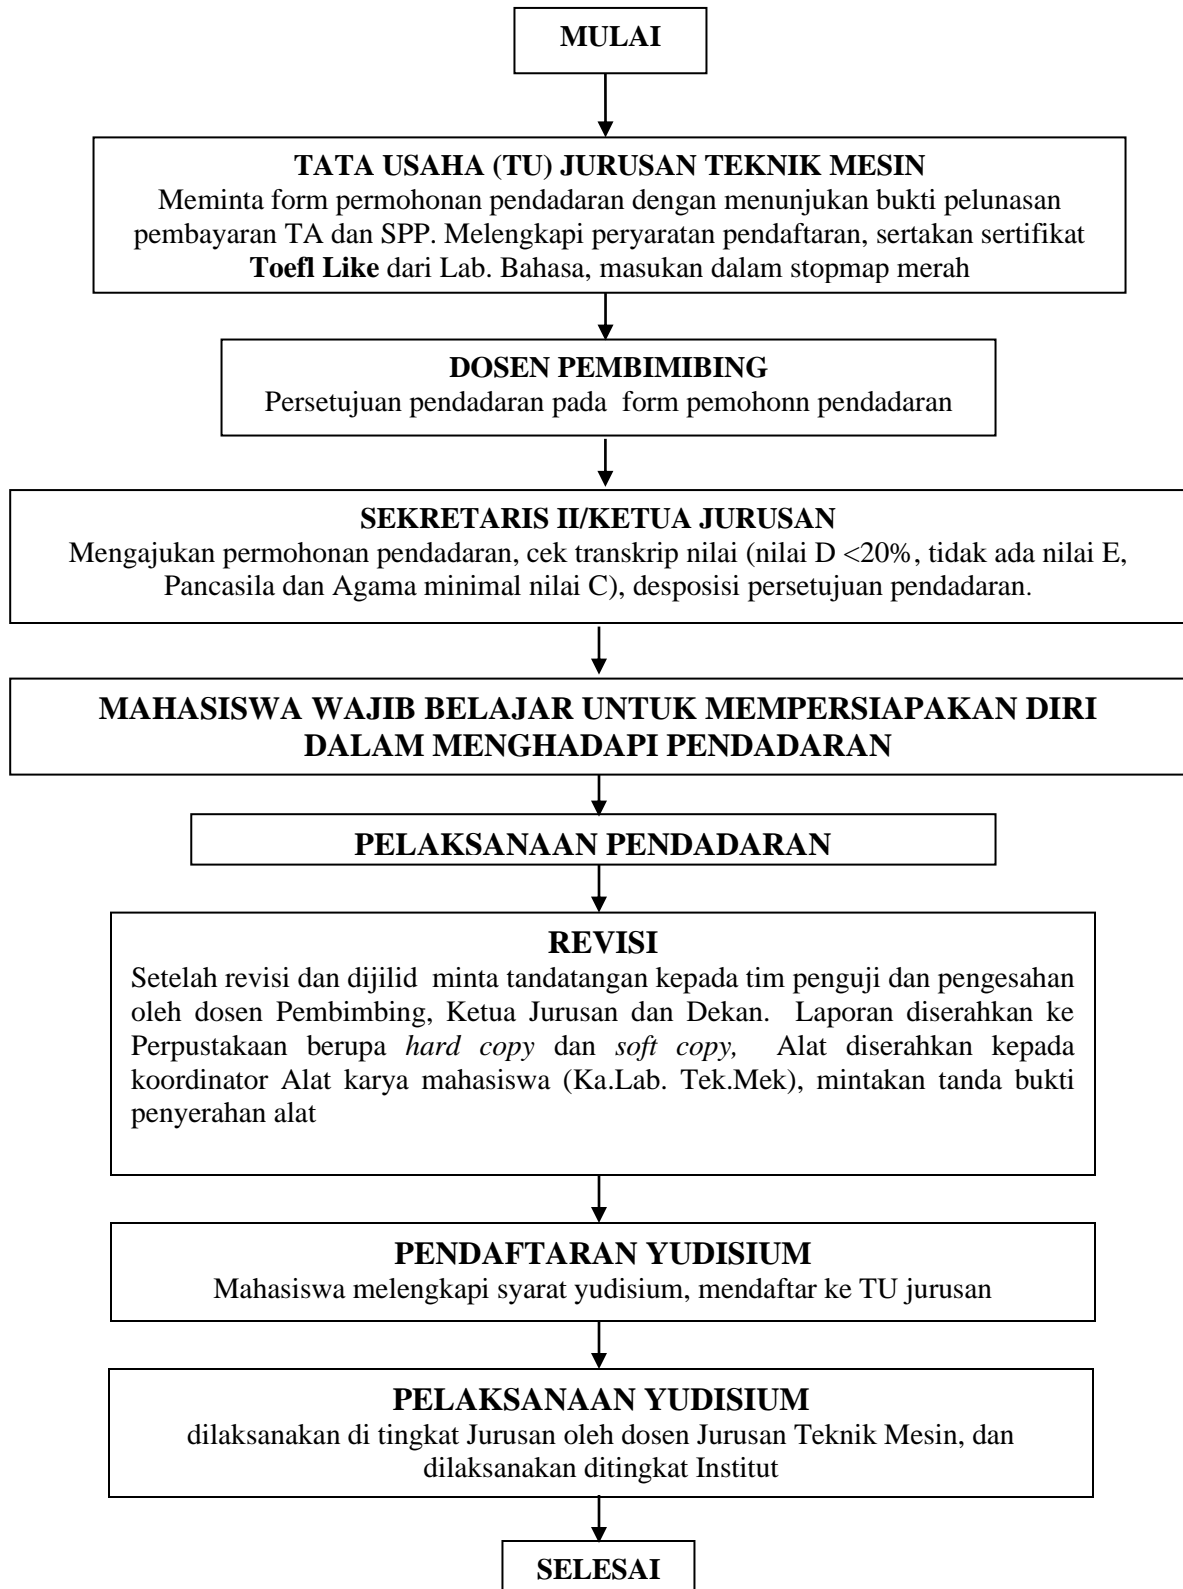 MULAI
TATA USAHA (TU) JURUSAN TEKNIK MESIN
Meminta form permohonan pendadaran dengan menunjukan bukti pelunasan
pembayaran TA dan SPP. Melengkapi peryaratan pendaftaran, sertakan sertifikat
Toefl Like dari Lab. Bahasa, masukan dalam stopmap merah
DOSEN PEMBIMIBING
Persetujuan pendadaran pada form pemohonn pendadaran
SEKRETARIS II/KETUA JURUSAN
Mengajukan permohonan pendadaran, cek transkrip nilai (nilai D <20%, tidak ada nilai E,
Pancasila dan Agama minimal nilai C), desposisi persetujuan pendadaran.
MAHASISWA WAJIB BELAJAR UNTUK MEMPERSIAPAKAN DIRI
DALAM MENGHADAPI PENDADARAN
PELAKSANAAN PENDADARAN
REVISI
Setelah revisi dan dijilid minta tandatangan kepada tim penguji dan pengesahan
oleh dosen Pembimbing, Ketua Jurusan dan Dekan. Laporan diserahkan ke
Perpustakaan berupa hard copy dan soft copy, Alat diserahkan kepada
koordinator Alat karya mahasiswa (Ka.Lab. Tek.Mek), mintakan tanda bukti
penyerahan alat
PENDAFTARAN YUDISIUM
Mahasiswa melengkapi syarat yudisium, mendaftar ke TU jurusan
PELAKSANAAN YUDISIUM
dilaksanakan di tingkat Jurusan oleh dosen Jurusan Teknik Mesin, dan
dilaksanakan ditingkat Institut
SELESAI